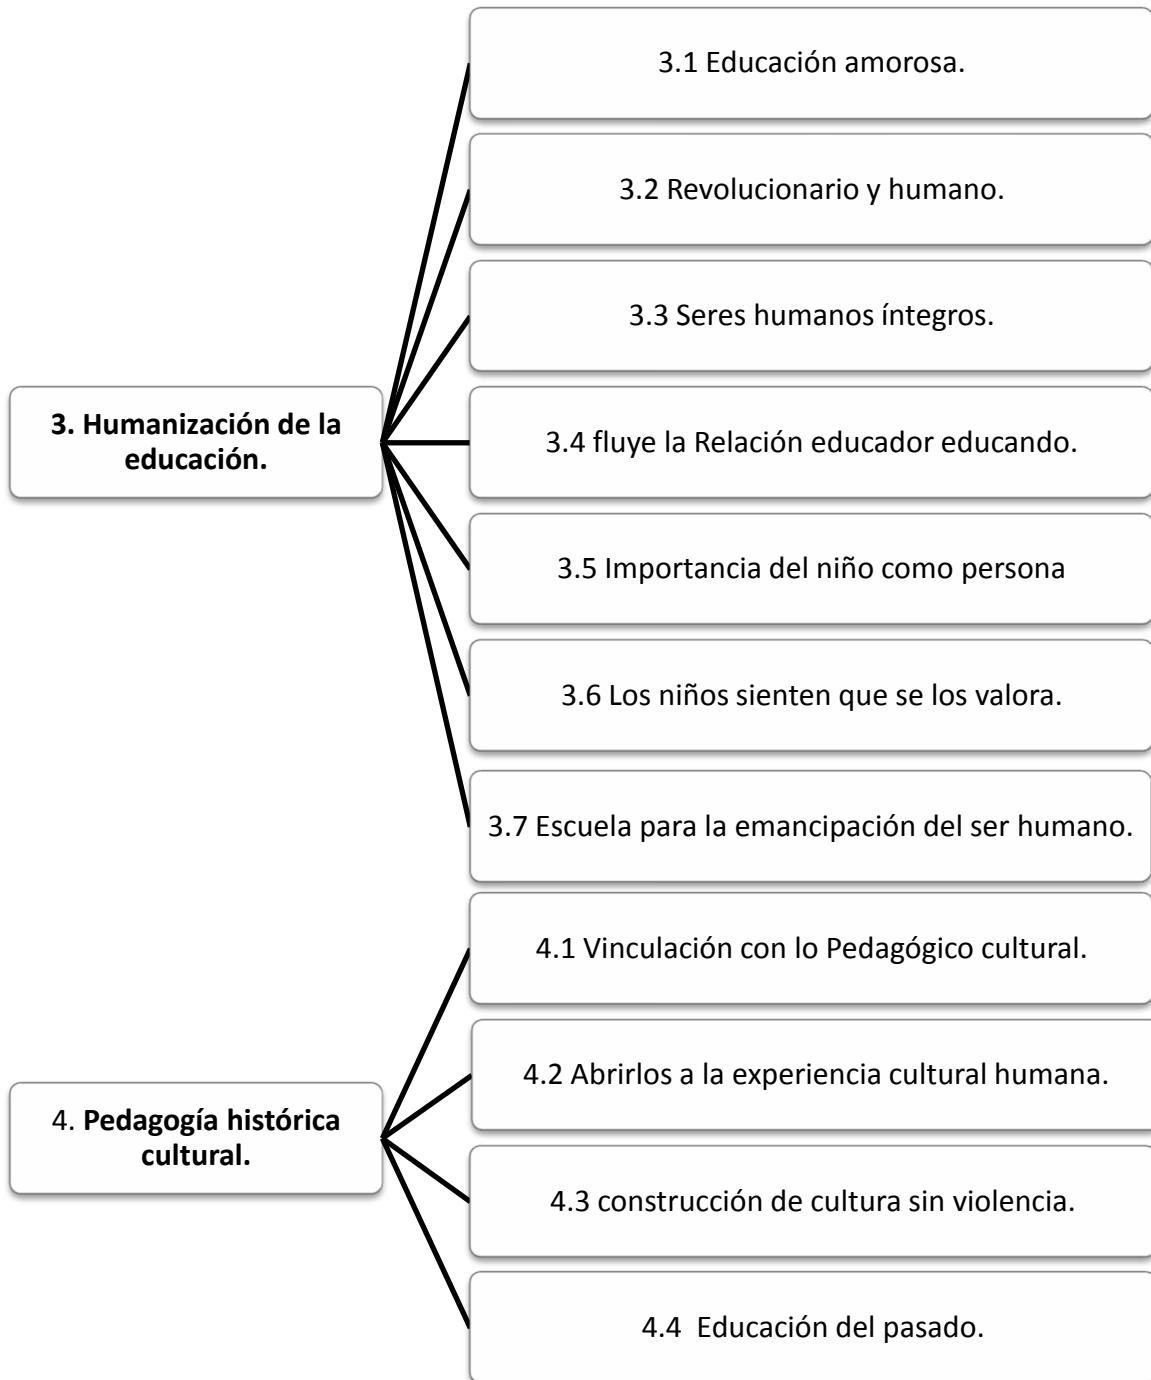 3.1 Educación amorosa.
3.2 Revolucionario y humano.
3.3 Seres humanos íntegros.
3. Humanización de la
educación.
3.4 fluye la Relación educador educando.
3.5 Importancia del niño como persona
3.6 Los niños sienten que se los valora.
3.7 Escuela para la emancipación del ser humano.
4.1 Vinculación con lo Pedagógico cultural.
4.2 Abrirlos a la experiencia cultural humana.
4. Pedagogía histórica
cultural.
4.3 construcción de cultura sin violencia.
4.4  Educación del pasado.